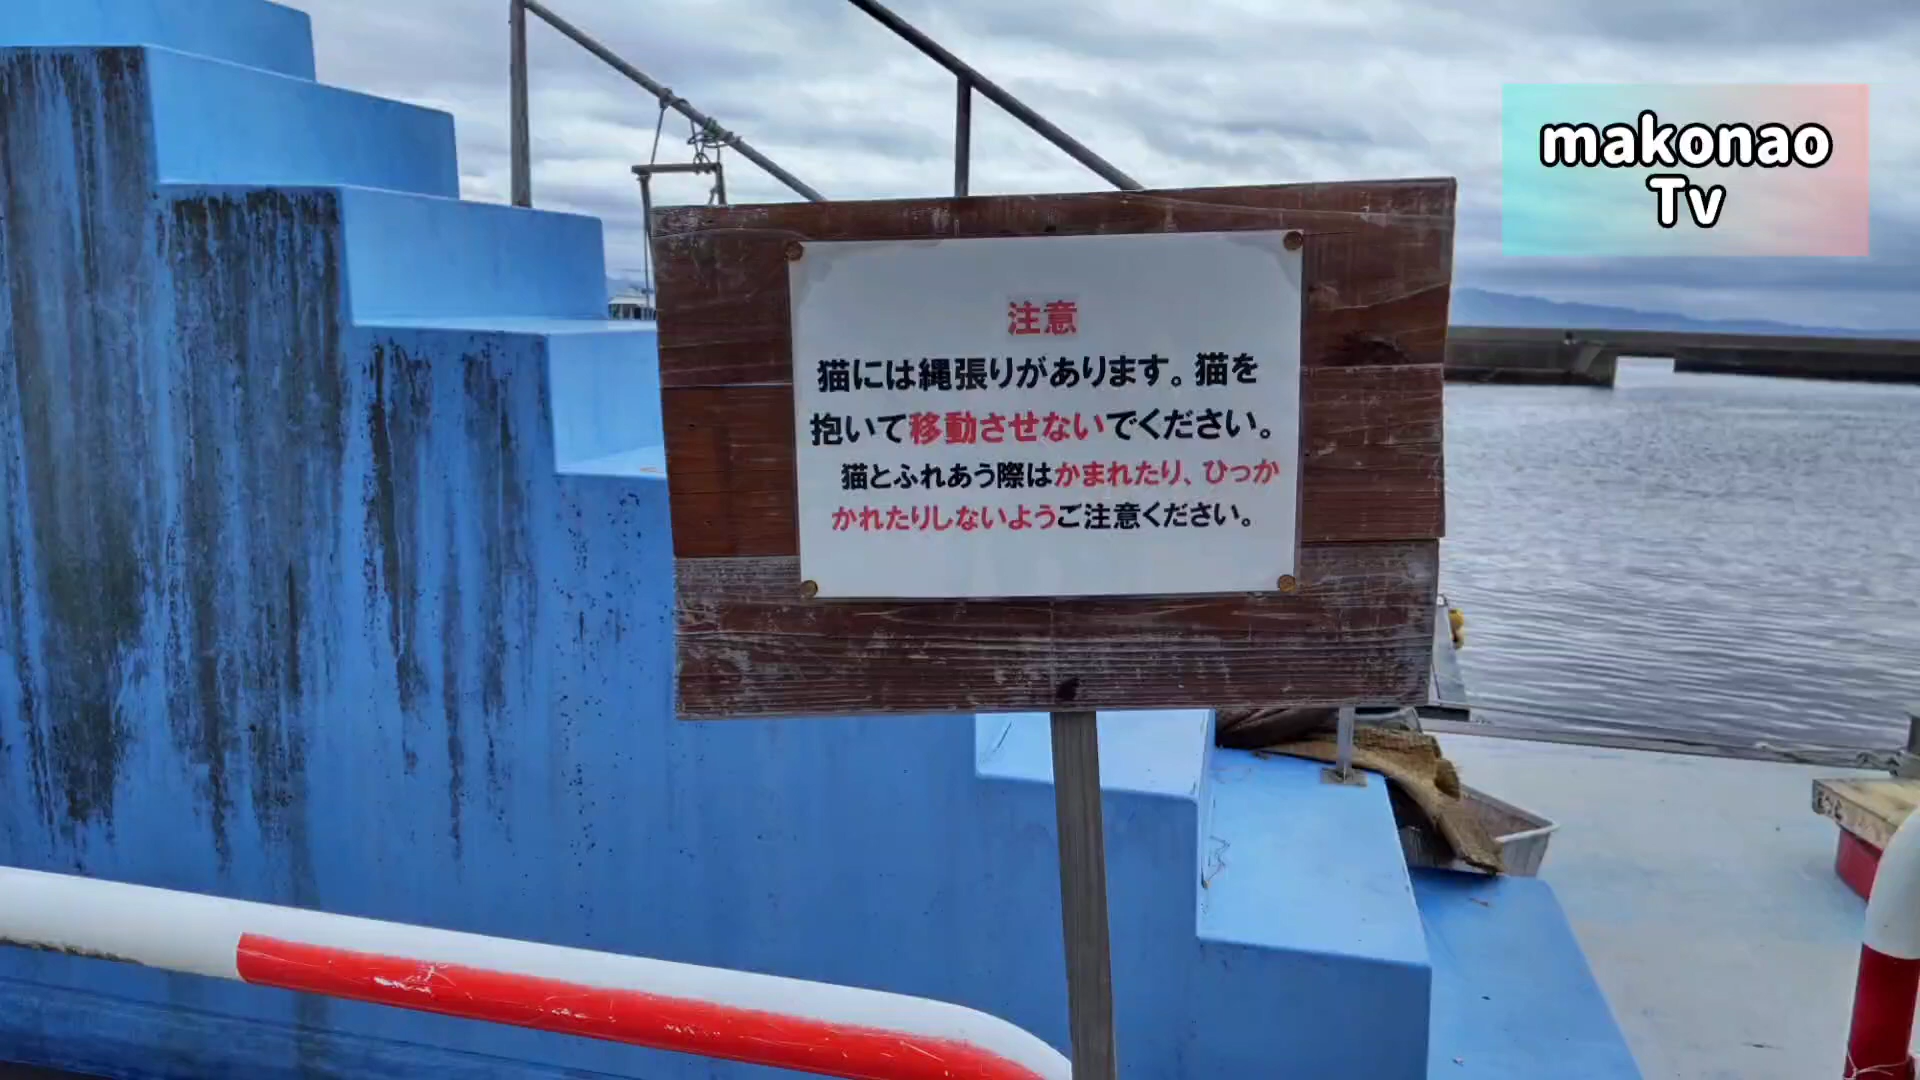 makonao
Tv
注意
猫には縄張りがあります。猫を
抱いて移動させないでください。
猫とふれあう際はかまれたり、ひっか
かれたりしないようご注意ください。